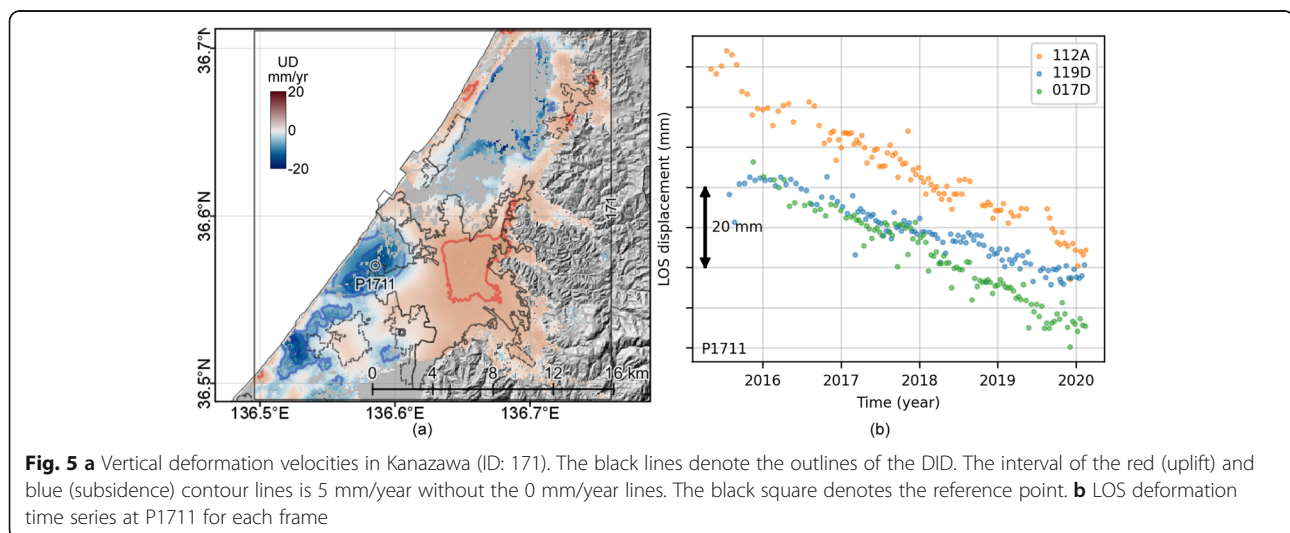 36.7°N
36.6°N
36.5°N
UD
mm/yr
20
0
-20
P1711
171
0 4 8 12 16 km
136.5°E 136.6°E 136.7°E
(a)
112A
119D
017D
LOS displacement (mm)
20 mm
P1711
2016 2017 2018 2019 2020
Time (year)
(b)
Fig. 5 a Vertical deformation velocities in Kanazawa (ID: 171). The black lines denote the outlines of the DID. The interval of the red (uplift) and
blue (subsidence) contour lines is 5 mm/year without the 0 mm/year lines. The black square denotes the reference point. b LOS deformation
time series at P1711 for each frame